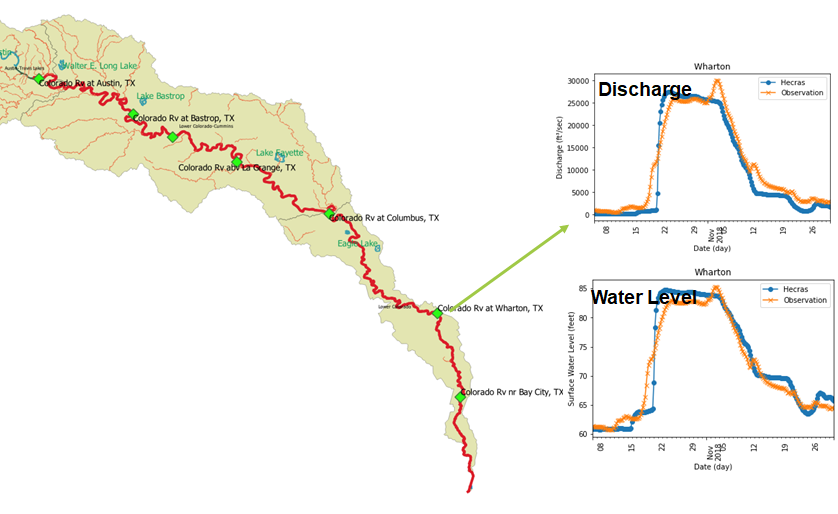 stin
Austin Travis Lakes
Walter E. Long Lake
Colorado Rv at Austin, TX
Lake Bastrop
Colorado Rv at Bastrop, TX
Lower Colorado-Cummins
Lake Fayette
Colorado Rv abv La Grange, TX
Colorado Rv at Columbus, TX
Eagle Lake
Lower Colorado
Colorado Rv at Wharton, TX
Colorado Rv nr Bay City, TX
Wharton
Discharge
Hecras
Observation
Discharge (ft³/sec)
30000
25000
20000
15000
10000
5000
0
08
15
22
29
Nov
2018
05
12
19
26
Date (day)
Wharton
Water Level
Hecras
Observation
Surface Water Level (feet)
85
80
75
70
65
60
08
15
22
29
Nov
2018
05
12
19
26
Date (day)